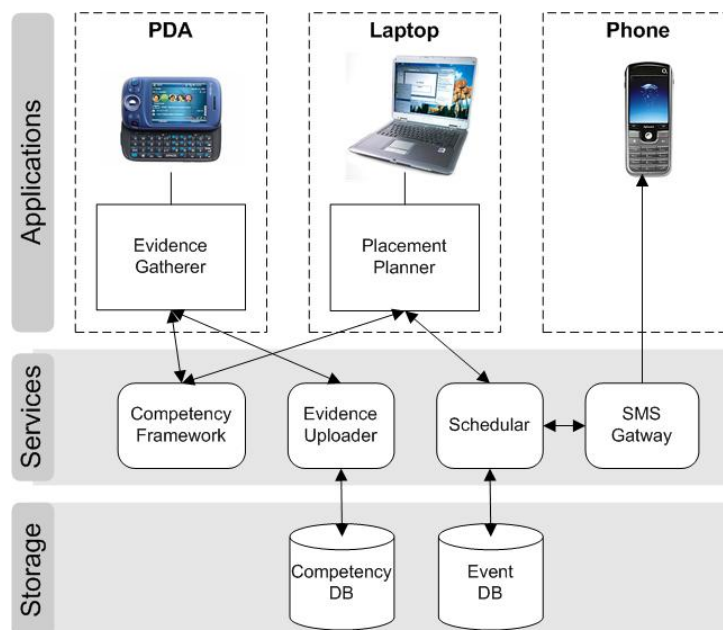 PDA
Laptop
Phone
Applications
Evidence
Gatherer
Placement
Planner
Services
Competency
Framework
Evidence
Uploader
Schedular
SMS
Gatway
Storage
Competency
DB
Event
DB